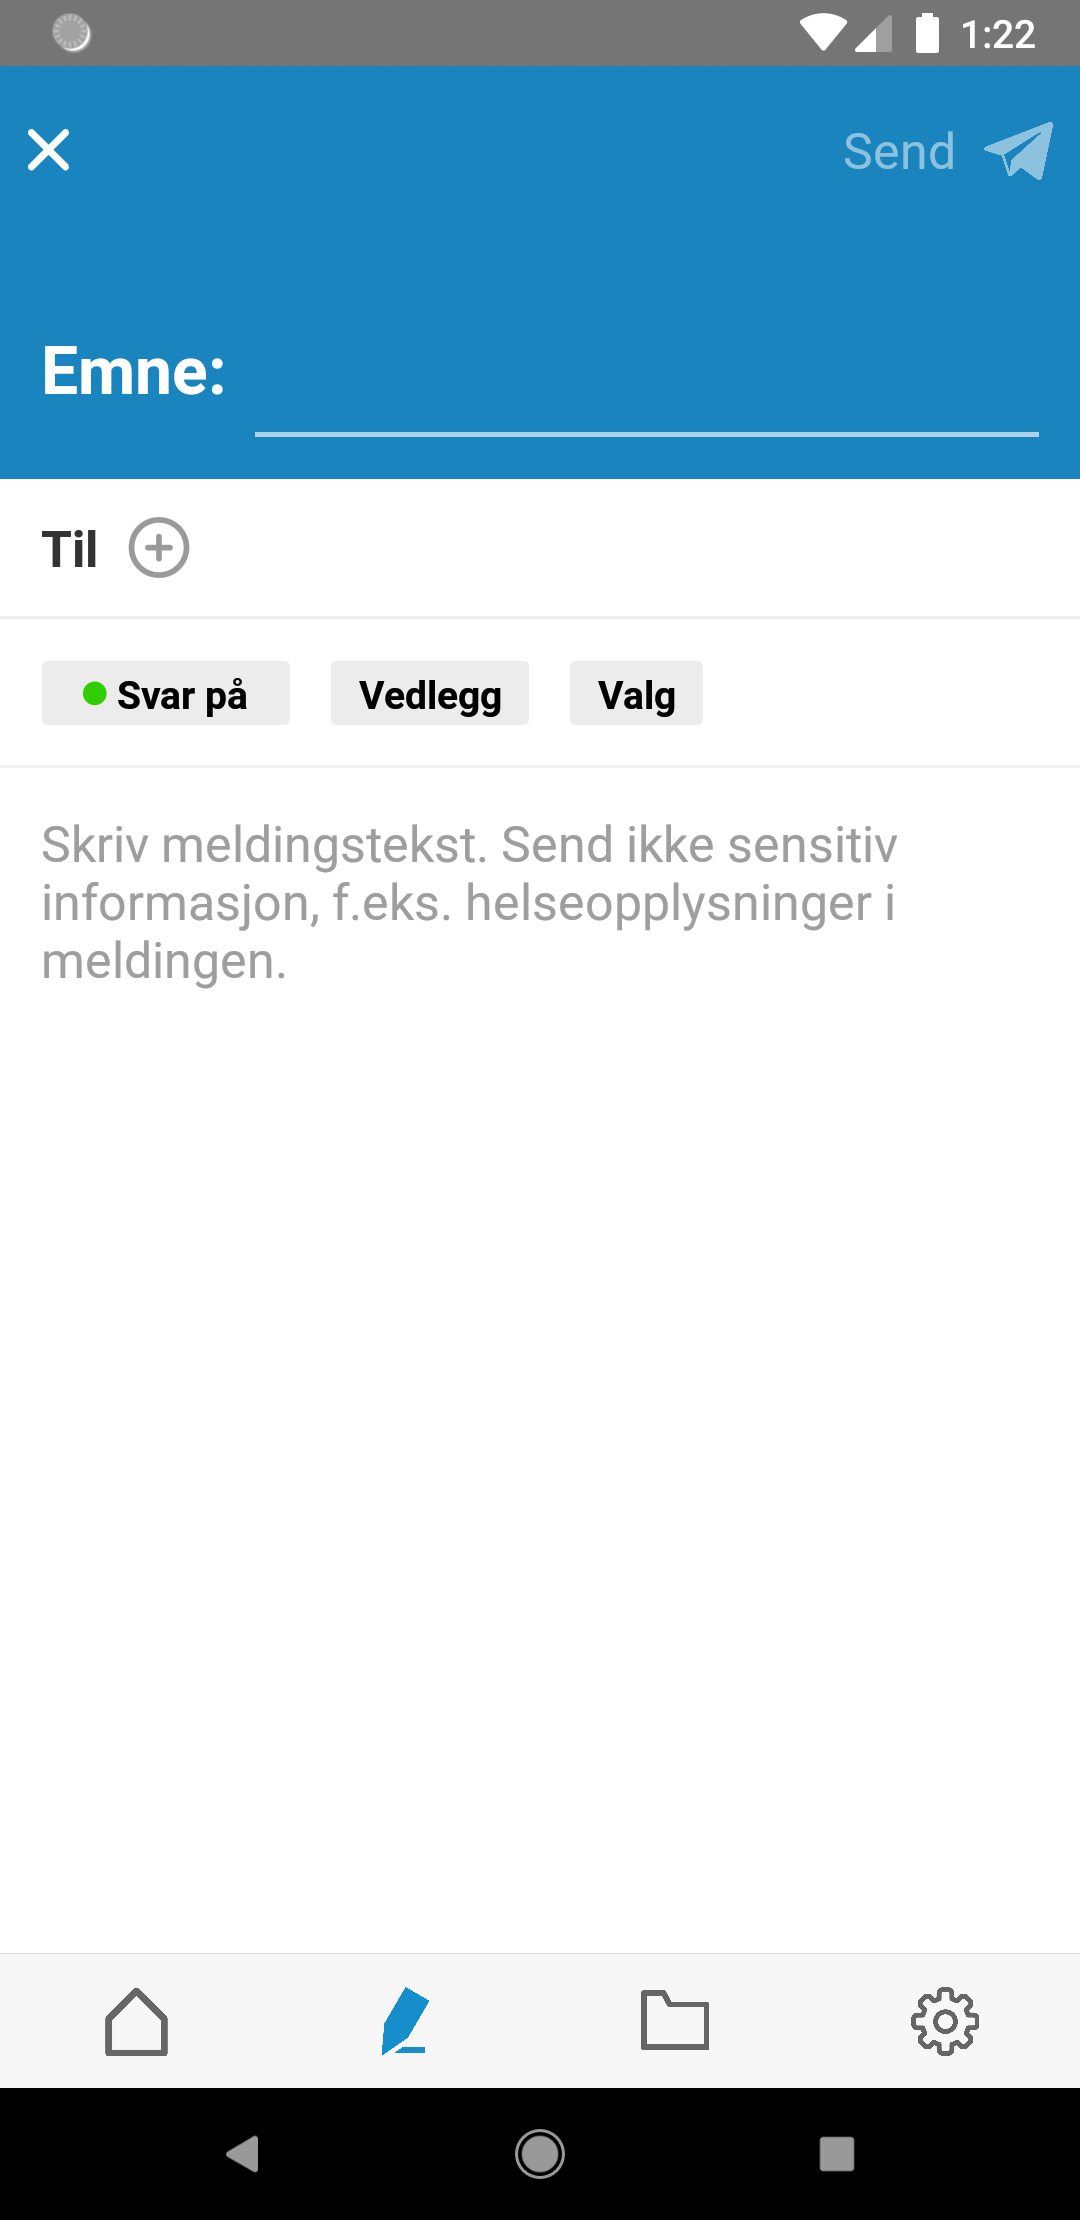 1:22
Send
Emne:
Til
Svar på
Vedlegg
Valg
Skriv meldingstekst. Send ikke sensitiv
informasjon, f.eks. helseopplysninger i
meldingen.